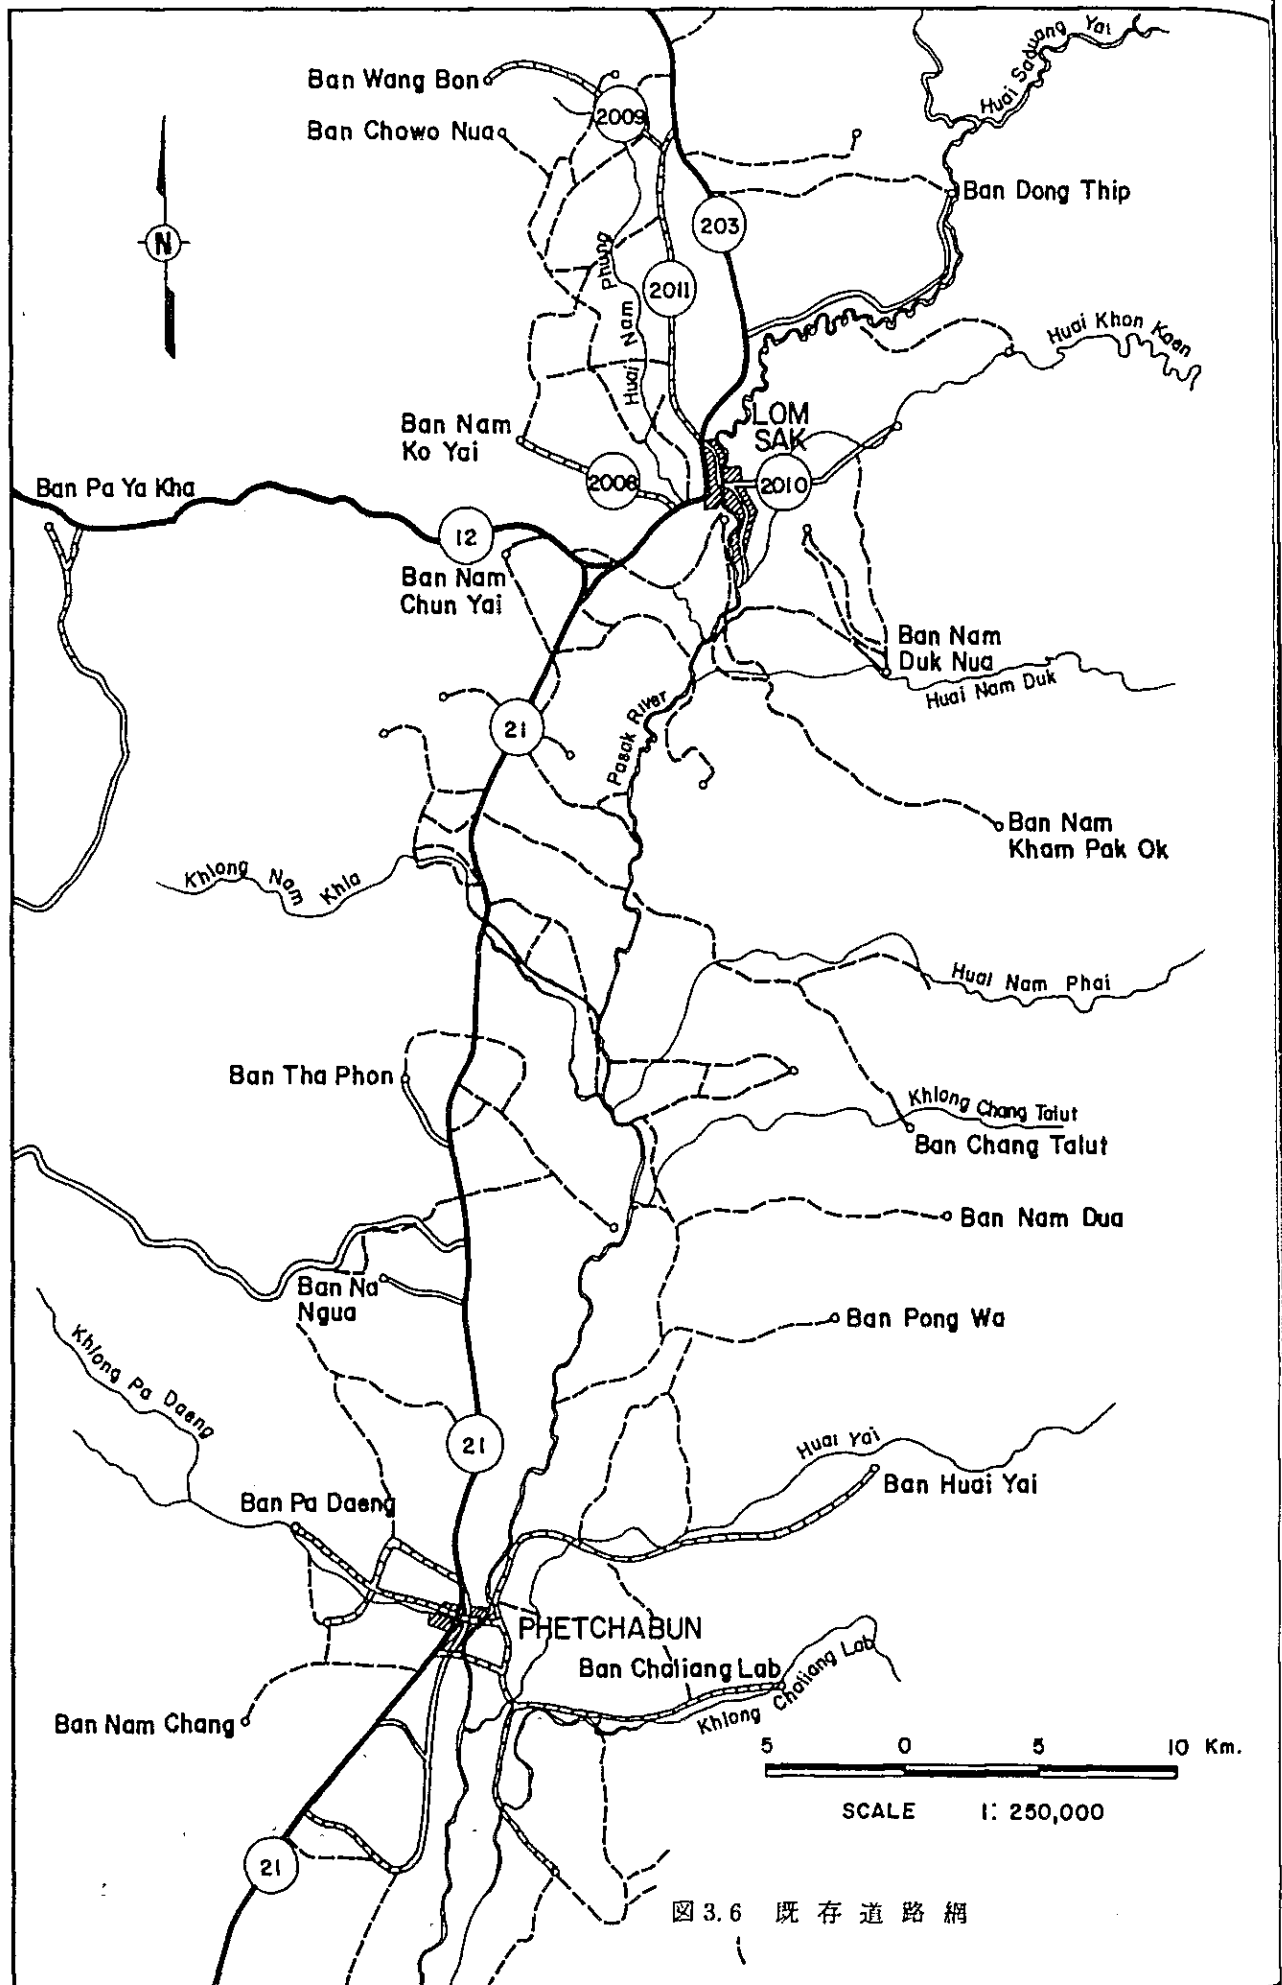 Huai Saduang Yai
Ban Wang Bon
2009
Ban Chowo Nua
Ban Dong Thip
203
N
Huai Nam Phung
2011
Huai Khon Kaen
LOM
SAK
Ban Nam
Ko Yai
2008
2010
Ban Pa Ya Kha
12
Ban Nam
Chun Yai
Ban Nam
Duk Nua
Huai Nam Duk
21
Pasak River
Ban Nam
Kham Pak Ok
Khlong Nam Khla
Huai Nam Phai
Ban Tha Phon
Khlong Chang Talut
Ban Chang Talut
Ban Nam Dua
Ban Na
Ngua
Ban Pong Wa
Khlong Pa Daeng
21
Huai Yai
Ban Huai Yai
Ban Pa Daeng
PHETCHABUN
Ban Chaliang Lab
Khlong Chaliang Lab
Ban Nam Chang
5 0 5 10 Km.
SCALE 1: 250,000
21
図 3.6 既存道路網